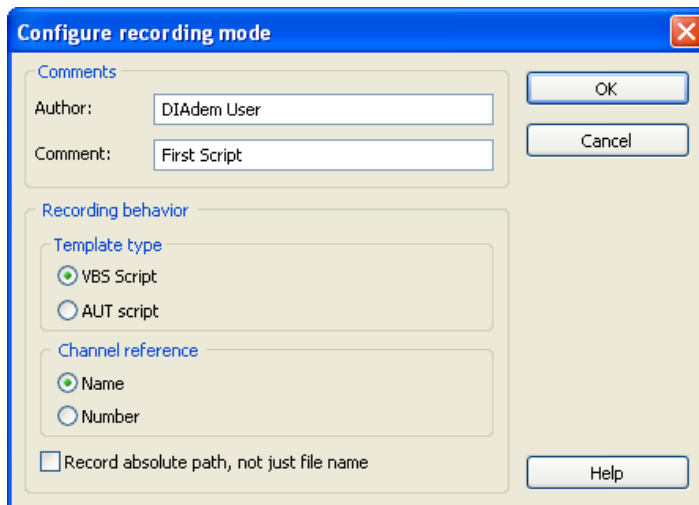 Configure recording mode
Comments
Author: DIAdem User
Comment: First Script
OK
Cancel
Recording behavior
Template type
VBS Script
AUT script
Channel reference
Name
Number
Record absolute path, not just file name
Help